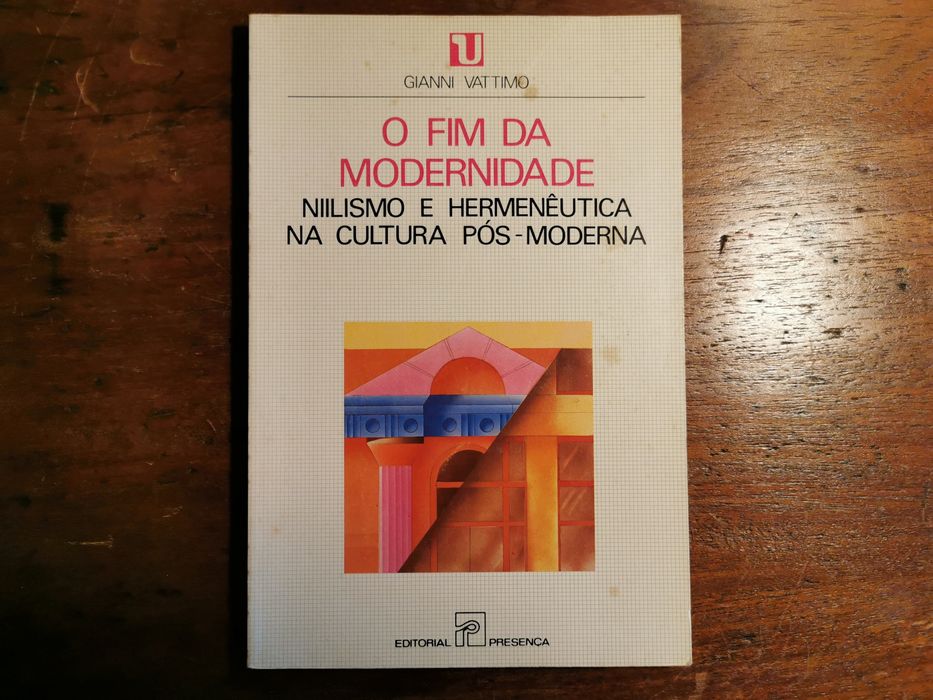 U
GIANNI VATTIMO
O FIM DA
MODERNIDADE
NIILISMO E HERMENÊUTICA
NA CULTURA PÓS-MODERNA
EDITORIAL P PRESENÇA